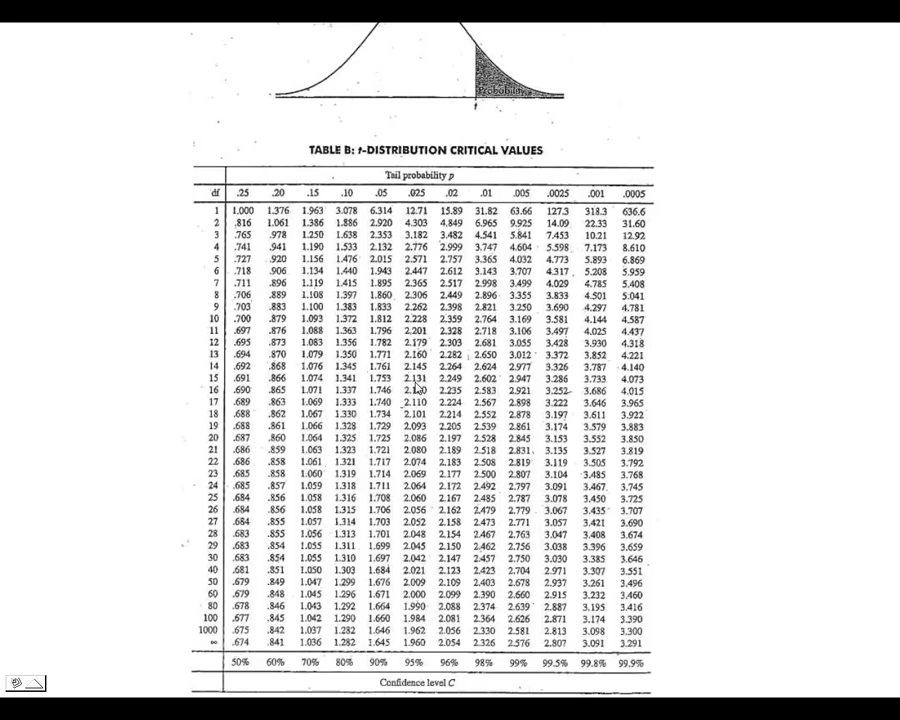 Probability
t
TABLE B: t-DISTRIBUTION CRITICAL VALUES
Tail probability p
df .25 .20 .15 .10 .05 .025 .02 .01 .005 .0025 .001 .0005
1 1.000 1.376 1.963 3.078 6.314 12.71 15.89 31.82 63.66 127.3 318.3 636.6
2 .816 1.061 1.386 1.886 2.920 4.303 4.849 6.965 9.925 14.09 22.33 31.60
3 .765 .978 1.250 1.638 2.353 3.182 3.482 4.541 5.841 7.453 10.21 12.92
4 .741 .941 1.190 1.533 2.132 2.776 2.999 3.747 4.604 5.598 7.173 8.610
5 .727 .920 1.156 1.476 2.015 2.571 2.757 3.365 4.032 4.773 5.893 6.869
6 .718 .906 1.134 1.440 1.943 2.447 2.612 3.143 3.707 4.317 5.208 5.959
7 .711 .896 1.119 1.415 1.895 2.365 2.517 2.998 3.499 4.029 4.785 5.408
8 .706 .889 1.108 1.397 1.860 2.306 2.449 2.896 3.355 3.833 4.501 5.041
9 .703 .883 1.100 1.383 1.833 2.262 2.398 2.821 3.250 3.690 4.297 4.781
10 .700 .879 1.093 1.372 1.812 2.228 2.359 2.764 3.169 3.581 4.144 4.587
11 .697 .876 1.088 1.363 1.796 2.201 2.328 2.718 3.106 3.497 4.025 4.437
12 .695 .873 1.083 1.356 1.782 2.179 2.303 2.681 3.055 3.428 3.930 4.318
13 .694 .870 1.079 1.350 1.771 2.160 2.282 2.650 3.012 3.372 3.852 4.221
14 .692 .868 1.076 1.345 1.761 2.145 2.264 2.624 2.977 3.326 3.787 4.140
15 .691 .866 1.074 1.341 1.753 2.131 2.249 2.602 2.947 3.286 3.733 4.073
16 .690 .865 1.071 1.337 1.746 2.235 2.583 2.921 3.252 3.686 4.015
17 .689 .863 1.069 1.333 1.740 2.110 2.224 2.567 2.898 3.222 3.646 3.965
18 .688 .862 1.067 1.330 1.734 2.101 2.214 2.552 2.878 3.197 3.611 3.922
19 .688 .861 1.066 1.328 1.729 2.093 2.205 2.539 2.861 3.174 3.579 3.883
20 .687 .860 1.064 1.325 1.725 2.086 2.197 2.528 2.845 3.153 3.552 3.850
21 .686 .859 1.063 1.323 1.721 2.080 2.189 2.518 2.831 3.135 3.527 3.819
22 .686 .858 1.061 1.321 1.717 2.074 2.183 2.508 2.819 3.119 3.505 3.792
23 .685 .858 1.060 1.319 1.714 2.069 2.177 2.500 2.807 3.104 3.485 3.768
24 .685 .857 1.059 1.318 1.711 2.064 2.172 2.492 2.797 3.091 3.467 3.745
25 .684 .856 1.058 1.316 1.708 2.060 2.167 2.485 2.787 3.078 3.450 3.725
26 .684 .856 1.058 1.315 1.706 2.056 2.162 2.479 2.779 3.067 3.435 3.707
27 .684 .855 1.057 1.314 1.703 2.052 2.158 2.473 2.771 3.057 3.421 3.690
28 .683 .855 1.056 1.313 1.701 2.048 2.154 2.467 2.763 3.047 3.408 3.674
29 .683 .854 1.055 1.311 1.699 2.045 2.150 2.462 2.756 3.038 3.396 3.659
30 .683 .854 1.055 1.310 1.697 2.042 2.147 2.457 2.750 3.030 3.385 3.646
40 .681 .851 1.050 1.303 1.684 2.021 2.123 2.423 2.704 2.971 3.307 3.551
50 .679 .849 1.047 1.299 1.676 2.009 2.109 2.403 2.678 2.937 3.261 3.496
60 .679 .848 1.045 1.296 1.671 2.000 2.099 2.390 2.660 2.915 3.232 3.460
80 .678 .846 1.043 1.292 1.664 1.990 2.088 2.374 2.639 2.887 3.195 3.416
100 .677 .845 1.042 1.290 1.660 1.984 2.081 2.364 2.626 2.871 3.174 3.390
1000 .675 .842 1.037 1.282 1.646 1.962 2.056 2.330 2.581 2.813 3.098 3.300
∞ .674 .841 1.036 1.282 1.645 1.960 2.054 2.326 2.576 2.807 3.091 3.291
50% 60% 70% 80% 90% 95% 96% 98% 99% 99.5% 99.8% 99.9%
Confidence level C